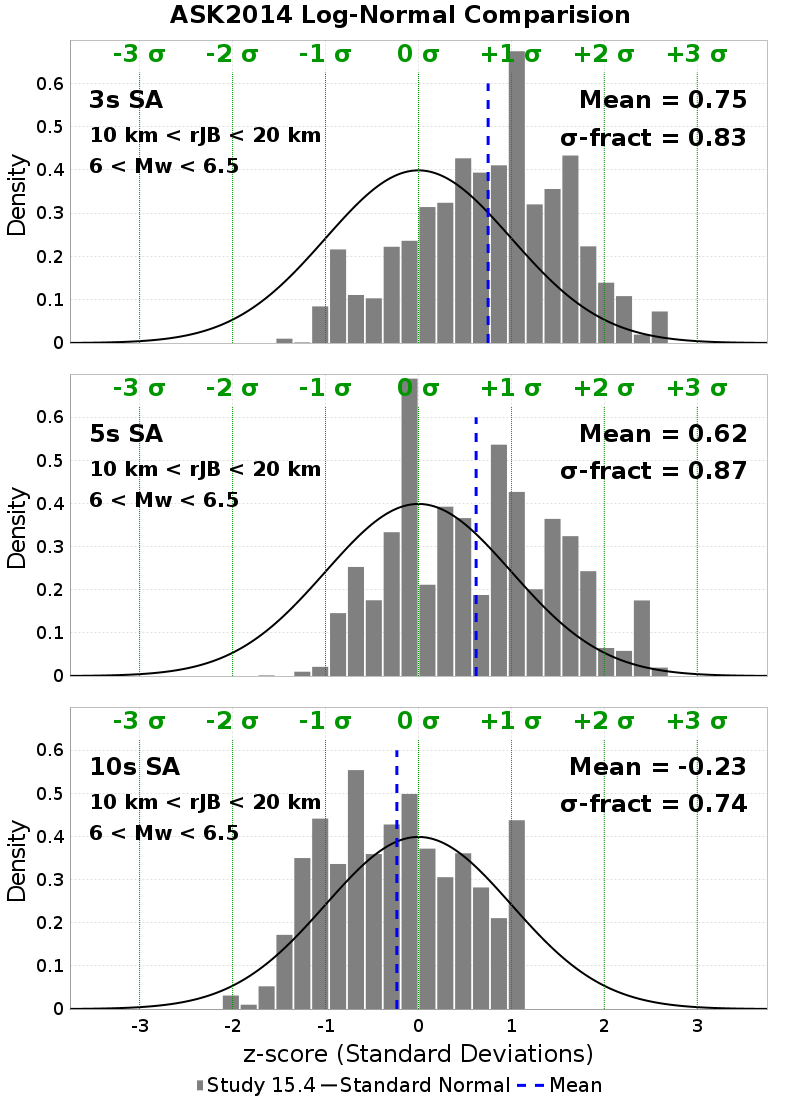 ASK2014 Log-Normal Comparision
-3 σ -2 σ -1 σ 0 σ +1 σ +2 σ +3 σ
3s SA
Mean = 0.75
10 km < rJB < 20 km
σ-fract = 0.83
6 < Mw < 6.5
Density
0.6
0.5
0.4
0.3
0.2
0.1
0
-3 σ -2 σ -1 σ 0 σ +1 σ +2 σ +3 σ
5s SA
Mean = 0.62
10 km < rJB < 20 km
σ-fract = 0.87
6 < Mw < 6.5
Density
0.6
0.5
0.4
0.3
0.2
0.1
0
-3 σ -2 σ -1 σ 0 σ +1 σ +2 σ +3 σ
10s SA
Mean = -0.23
10 km < rJB < 20 km
σ-fract = 0.74
6 < Mw < 6.5
Density
0.6
0.5
0.4
0.3
0.2
0.1
0
-3 -2 -1 0 1 2 3
z-score (Standard Deviations)
Study 15.4 Standard Normal Mean